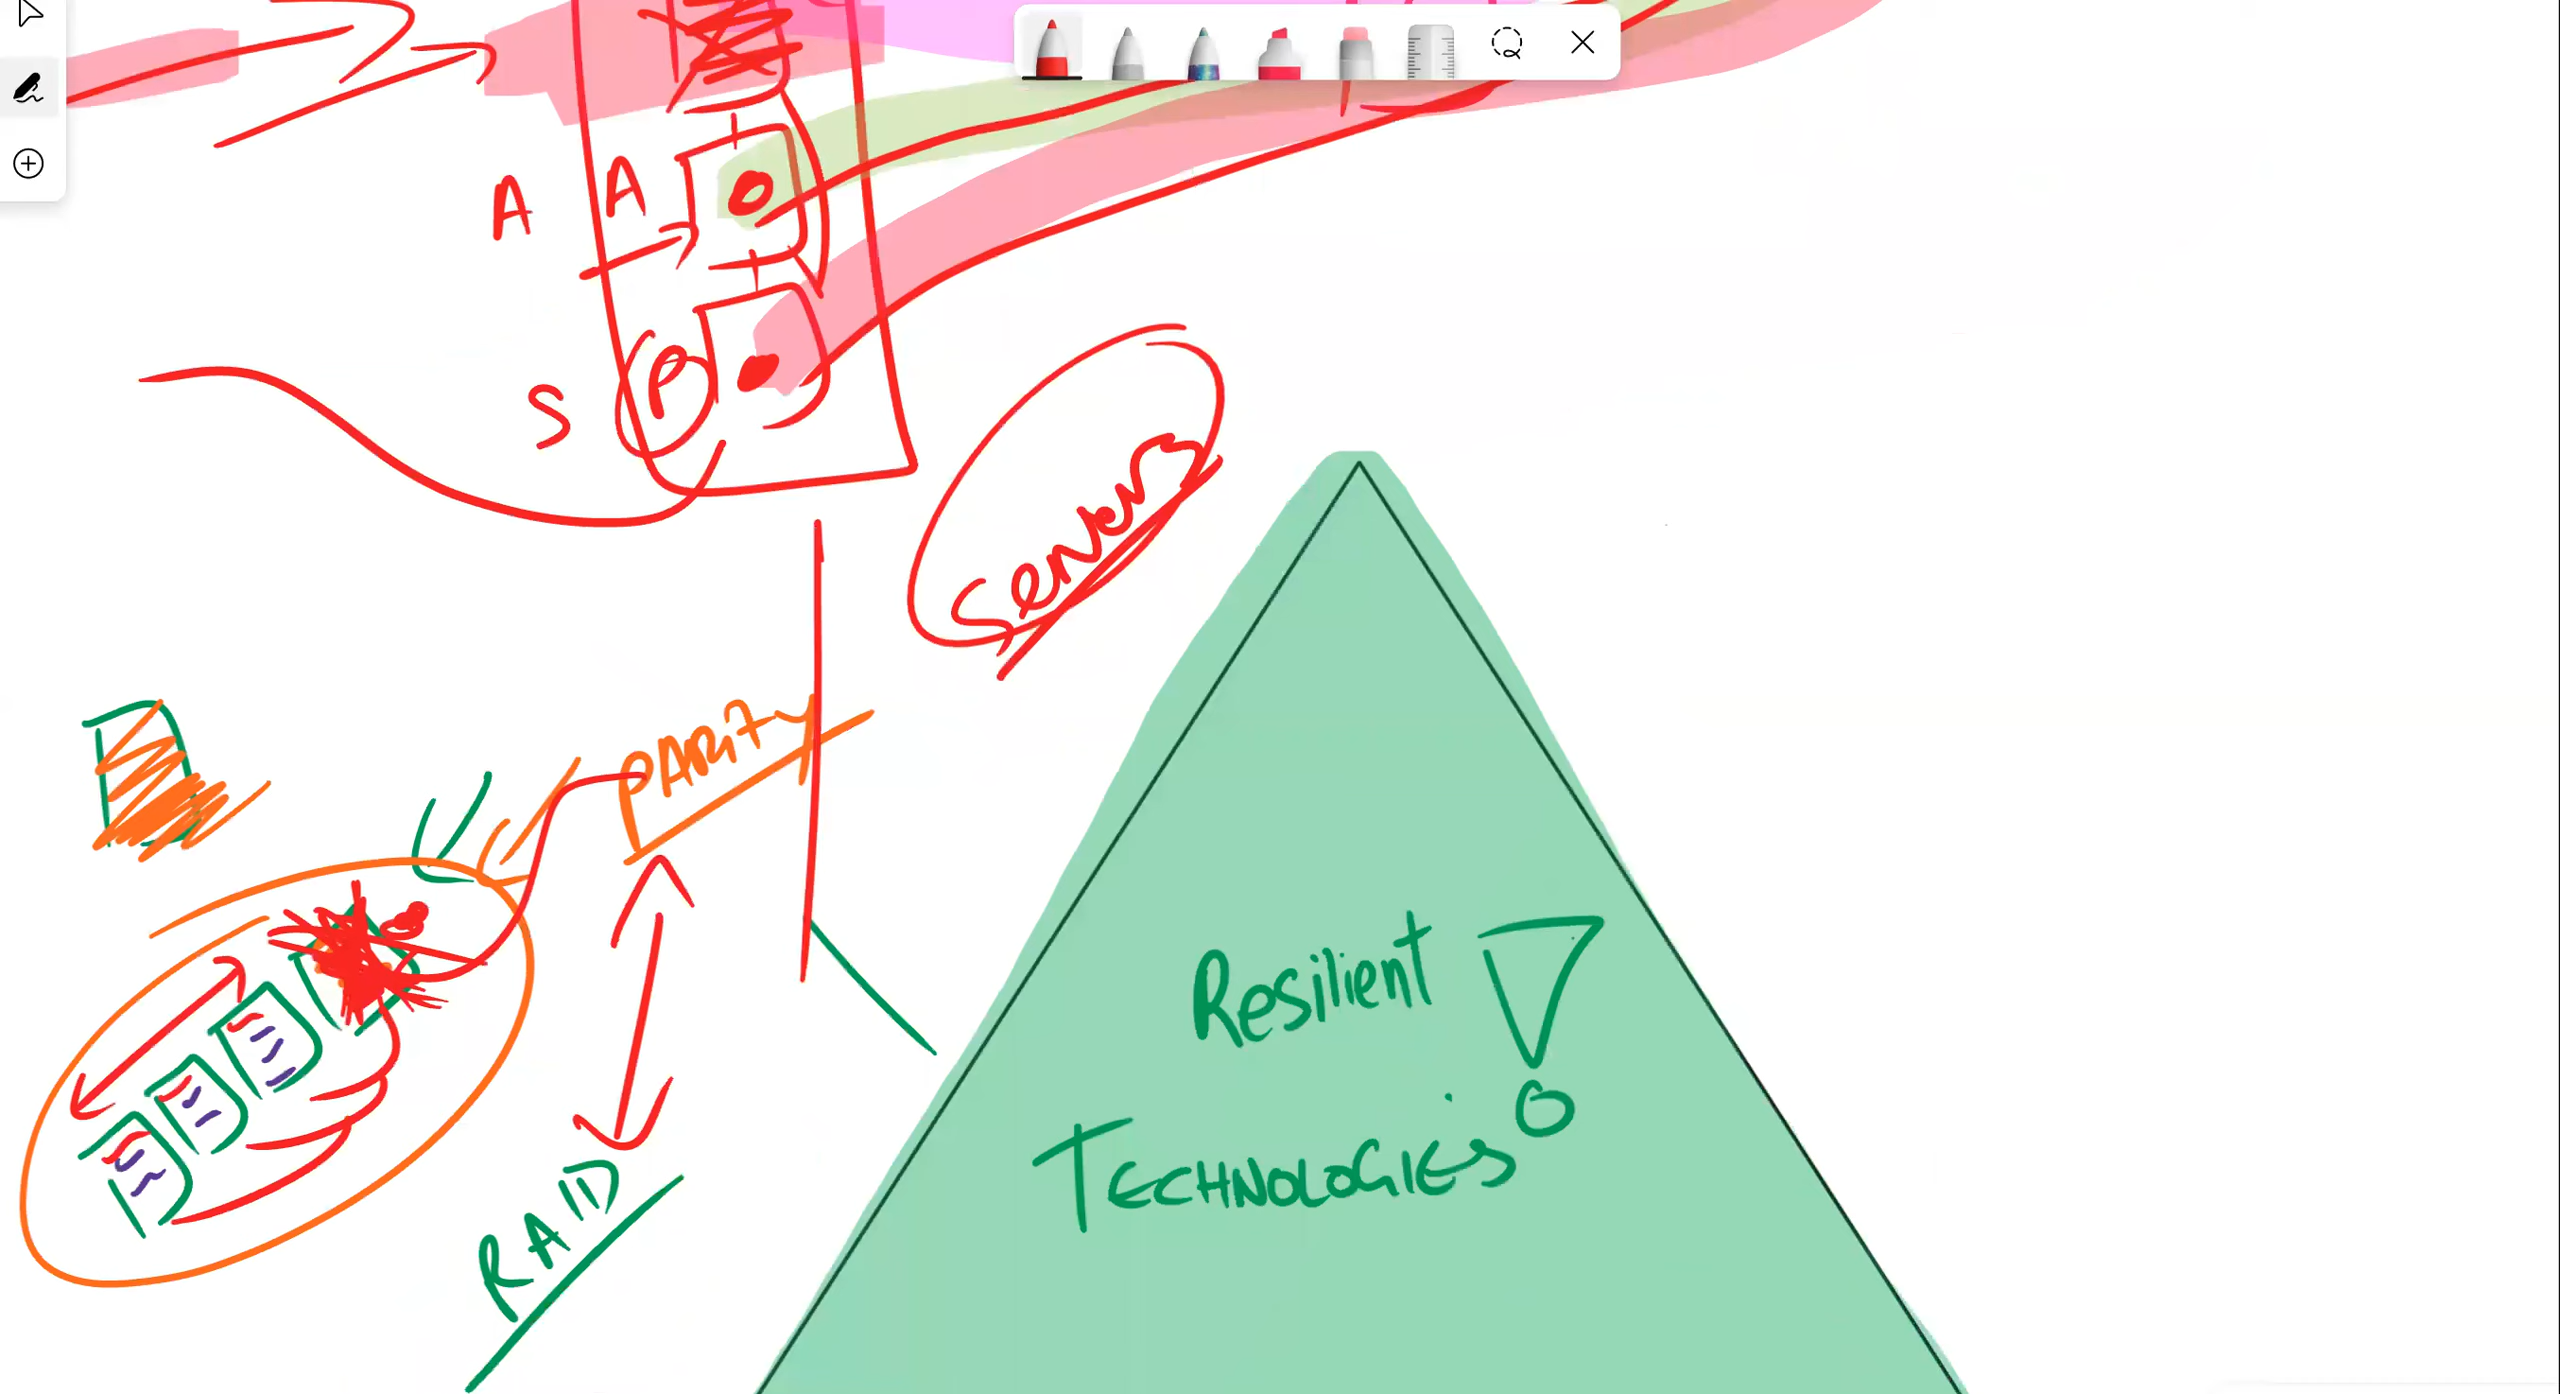 A A
S P
Servers
PARITY
Resilient
TECHNOLOGIES
RAID